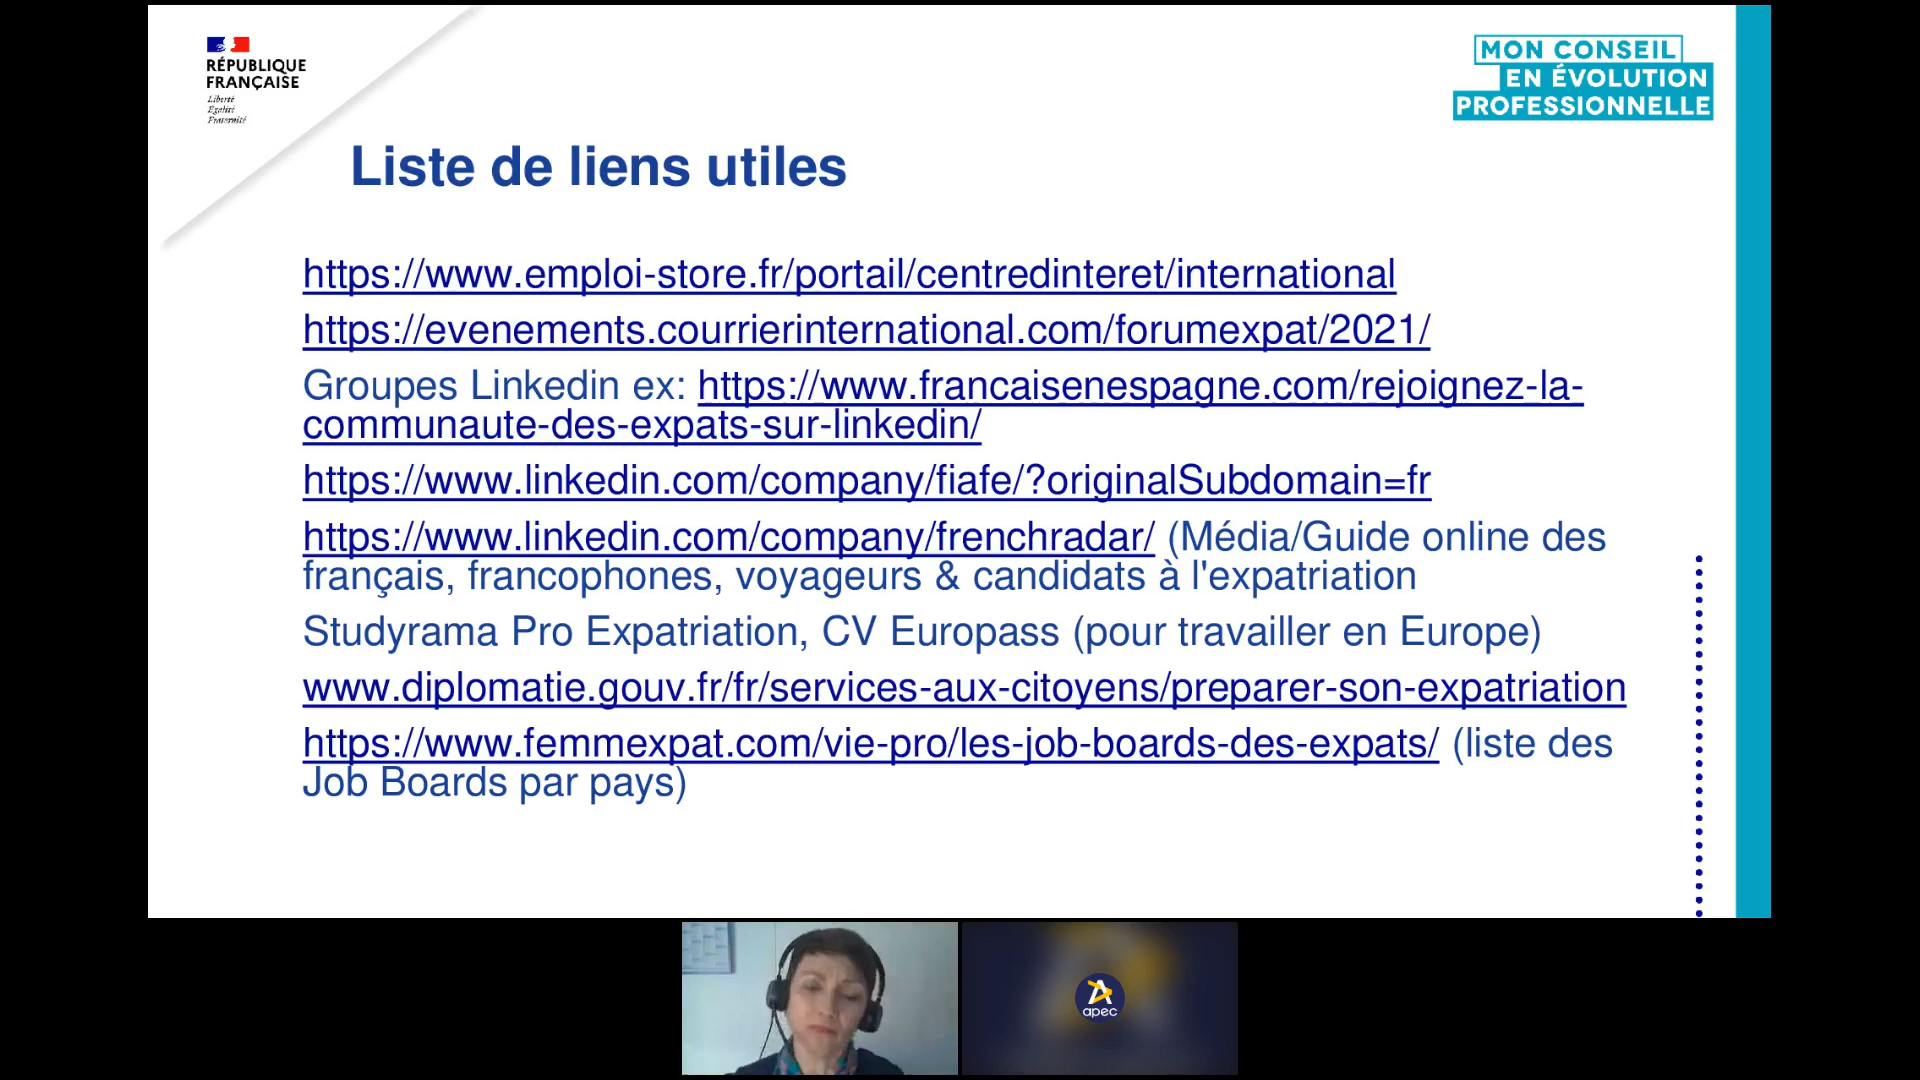 RÉPUBLIQUE
FRANÇAISE
Liberté
Égalité
Fraternité
MON CONSEIL
EN ÉVOLUTION
PROFESSIONNELLE
Liste de liens utiles
https://www.emploi-store.fr/portail/centredinteret/international
https://evenements.courrierinternational.com/forumexpat/2021/
Groupes Linkedin ex: https://www.francaisenespagne.com/rejoignez-la-
communaute-des-expats-sur-linkedin/
https://www.linkedin.com/company/fiafe/?originalSubdomain=fr
https://www.linkedin.com/company/frenchradar/ (Média/Guide online des
français, francophones, voyageurs & candidats à l'expatriation
Studyrama Pro Expatriation, CV Europass (pour travailler en Europe)
www.diplomatie.gouv.fr/fr/services-aux-citoyens/preparer-son-expatriation
https://www.femmexpat.com/vie-pro/les-job-boards-des-expats/ (liste des
Job Boards par pays)
apec